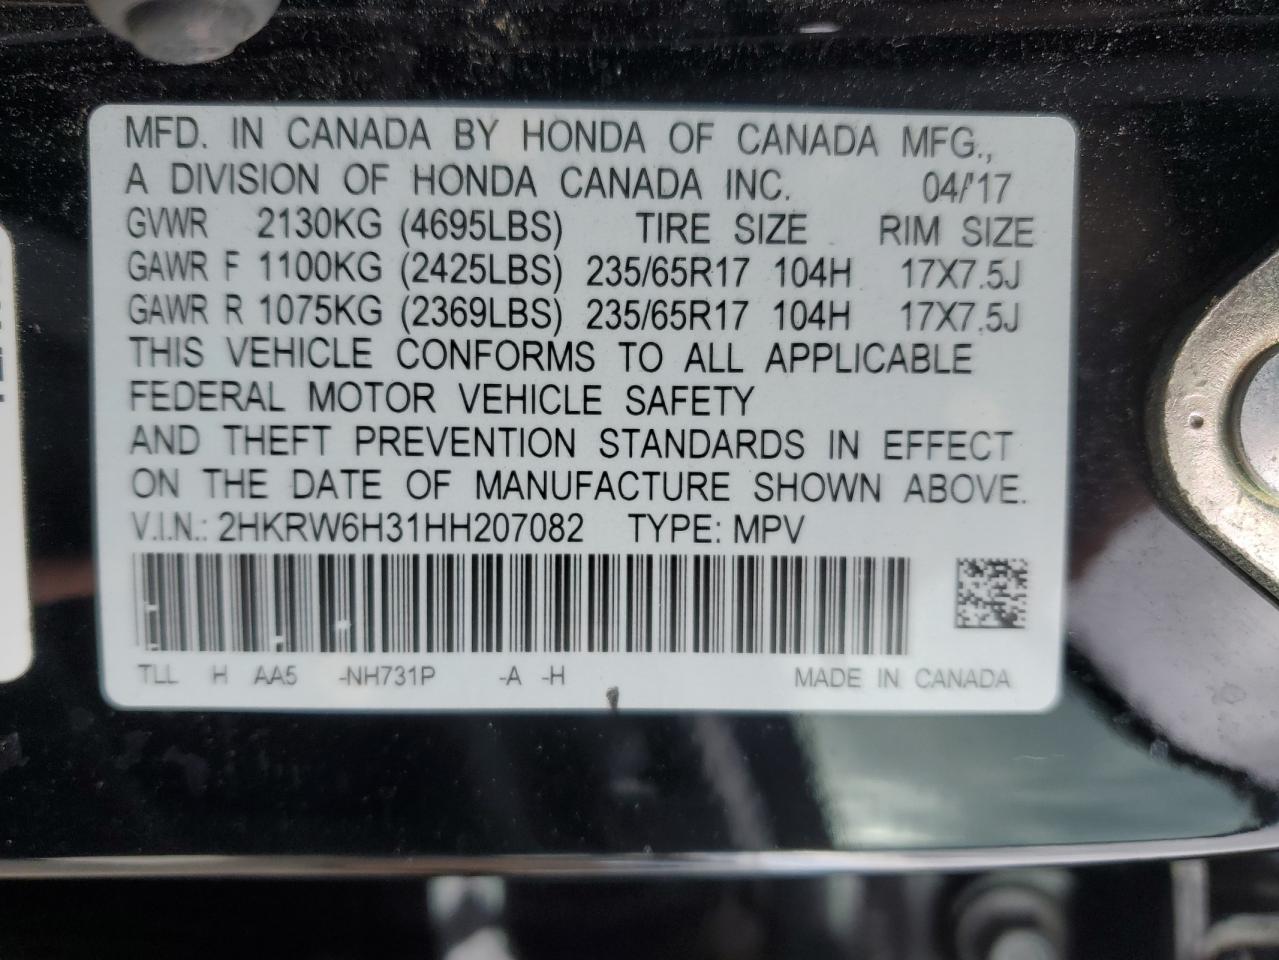 MFD. IN CANADA BY HONDA OF CANADA MFG.,
A DIVISION OF HONDA CANADA INC. 04/'17
GVWR 2130KG (4695LBS) TIRE SIZE RIM SIZE
GAWR F 1100KG (2425LBS) 235/65R17 104H 17X7.5J
GAWR R 1075KG (2369LBS) 235/65R17 104H 17X7.5J
THIS VEHICLE CONFORMS TO ALL APPLICABLE
FEDERAL MOTOR VEHICLE SAFETY
AND THEFT PREVENTION STANDARDS IN EFFECT
ON THE DATE OF MANUFACTURE SHOWN ABOVE.
V.I.N.: 2HKRW6H31HH207082 TYPE: MPV
TLL H AA5 -NH731P -A -H MADE IN CANADA